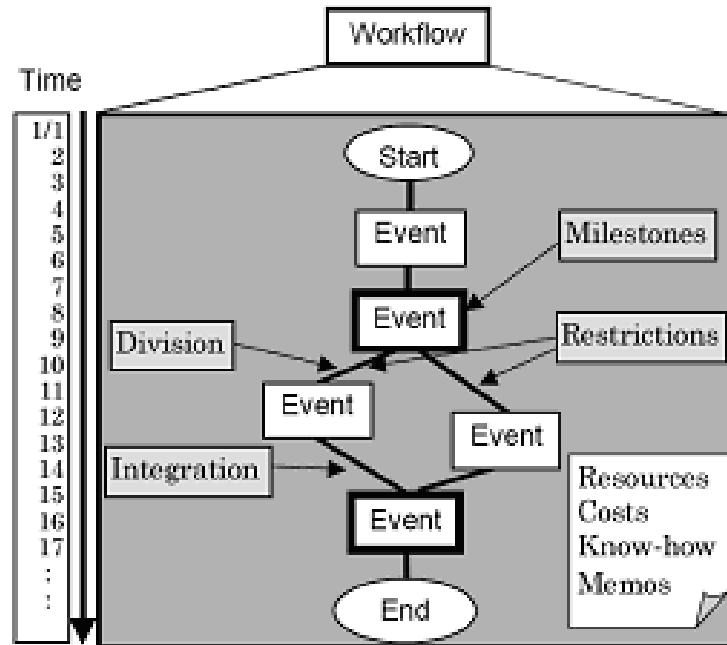 Workflow
Time
1/1
2
3
4
5
6
7
8
9
10
11
12
13
14
15
16
17
:
:
Start
Event
Milestones
Event
Division
Restrictions
Event
Event
Integration
Event
End
Resources
Costs
Know-how
Memos